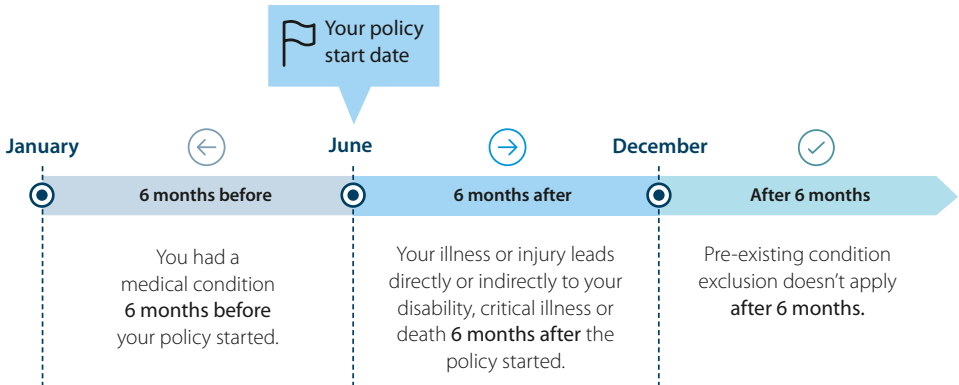 Your policy
start date
January
June
December
6 months before
6 months after
After 6 months
You had a
medical condition
6 months before
your policy started.
Your illness or injury leads
directly or indirectly to your
disability, critical illness or
death 6 months after the
policy started.
Pre-existing condition
exclusion doesn’t apply
after 6 months.